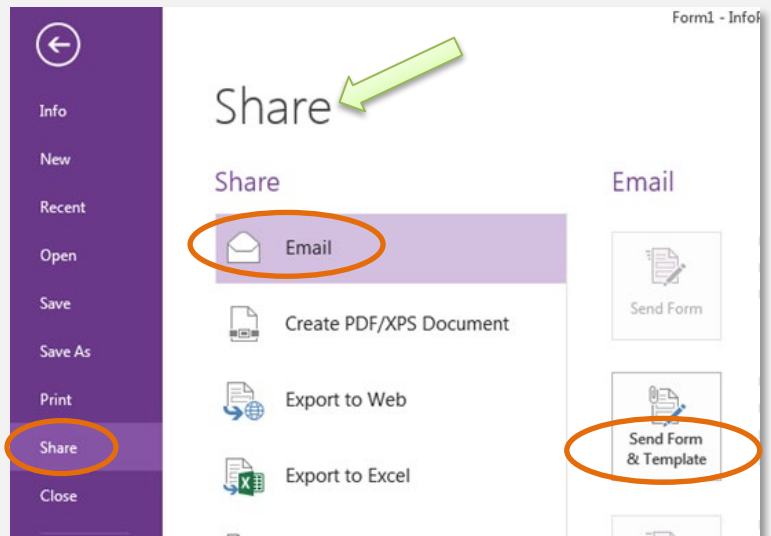 Form1 - InfoP
Info
New
Recent
Open
Save
Save As
Print
Share
Close
Share
Share
Email
Create PDF/XPS Document
Export to Web
Export to Excel
Email
Send Form
Send Form
& Template